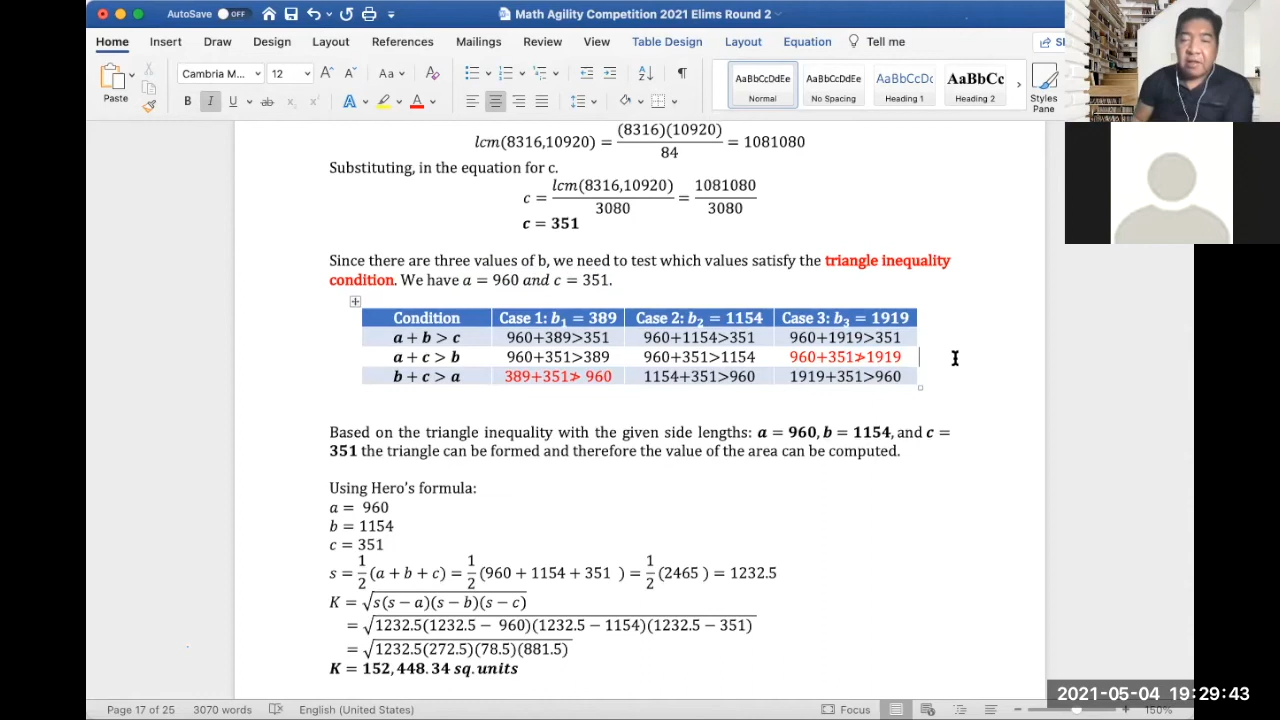 AutoSave OFF Math Agility Competition 2021 Elims Round 2
Home Insert Draw Design Layout References Mailings Review View Table Design Layout Equation Tell me
Cambria M... 12 Aa
Paste B I U ab x A A
AaBbCcDdEe AaBbCcDdEe AaBbCcDc AaBbCc
Normal No Spacing Heading 1 Heading 2 Styles Pane
lcm(8316,10920) = (8316)(10920)/84 = 1081080
Substituting, in the equation for c.
c = lcm(8316,10920)/3080 = 1081080/3080
c = 351
Since there are three values of b, we need to test which values satisfy the triangle inequality
condition. We have a = 960 and c = 351.
Condition Case 1: b₁ = 389 Case 2: b₂ = 1154 Case 3: b₃ = 1919
a + b > c 960+389>351 960+1154>351 960+1919>351
a + c > b 960+351>389 960+351>1154 960+351≯1919
b + c > a 389+351≯ 960 1154+351>960 1919+351>960
Based on the triangle inequality with the given side lengths: a = 960, b = 1154, and c =
351 the triangle can be formed and therefore the value of the area can be computed.
Using Hero's formula:
a = 960
b = 1154
c = 351
s = 1/2 (a + b + c) = 1/2 (960 + 1154 + 351 ) = 1/2 (2465 ) = 1232.5
K = √s(s − a)(s − b)(s − c)
= √1232.5(1232.5 − 960)(1232.5 − 1154)(1232.5 − 351)
= √1232.5(272.5)(78.5)(881.5)
K = 152,448.34 sq.units
Page 17 of 25 3070 words English (United States) Focus 150%
2021-05-04 19:29:43